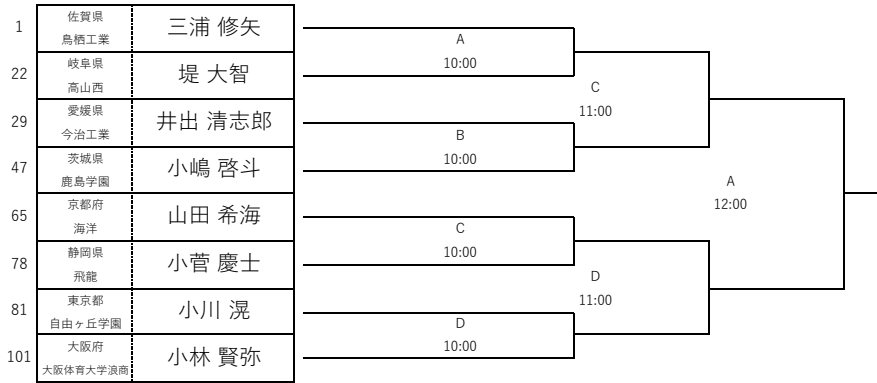 1
佐賀県
鳥栖工業
三浦 修矢
22
岐阜県
高山西
堤 大智
29
愛媛県
今治工業
井出 清志郎
47
茨城県
鹿島学園
小嶋 啓斗
65
京都府
海洋
山田 希海
78
静岡県
飛龍
小菅 慶士
81
東京都
自由ヶ丘学園
小川 滉
101
大阪府
大阪体育大学浪商
小林 賢弥
A
10:00
B
10:00
C
10:00
D
10:00
C
11:00
D
11:00
A
12:00